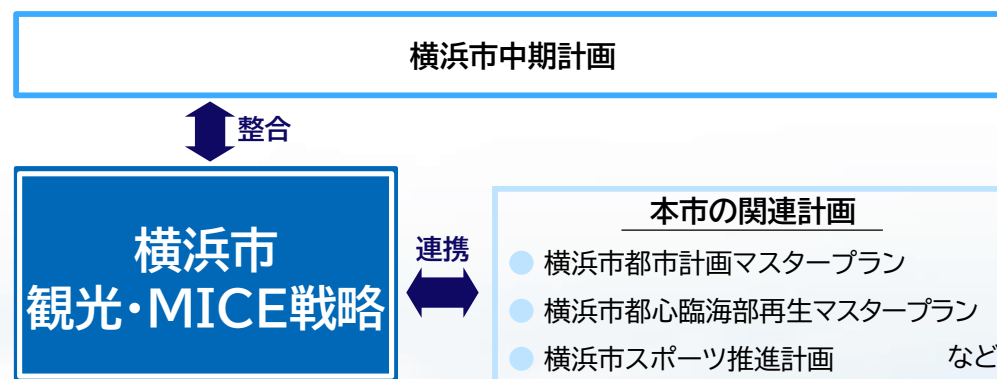 横浜市中期計画
整合
横浜市
観光・MICE戦略
連携
本市の関連計画
● 横浜市都市計画マスタープラン
● 横浜市都心臨海部再生マスタープラン
● 横浜市スポーツ推進計画 など